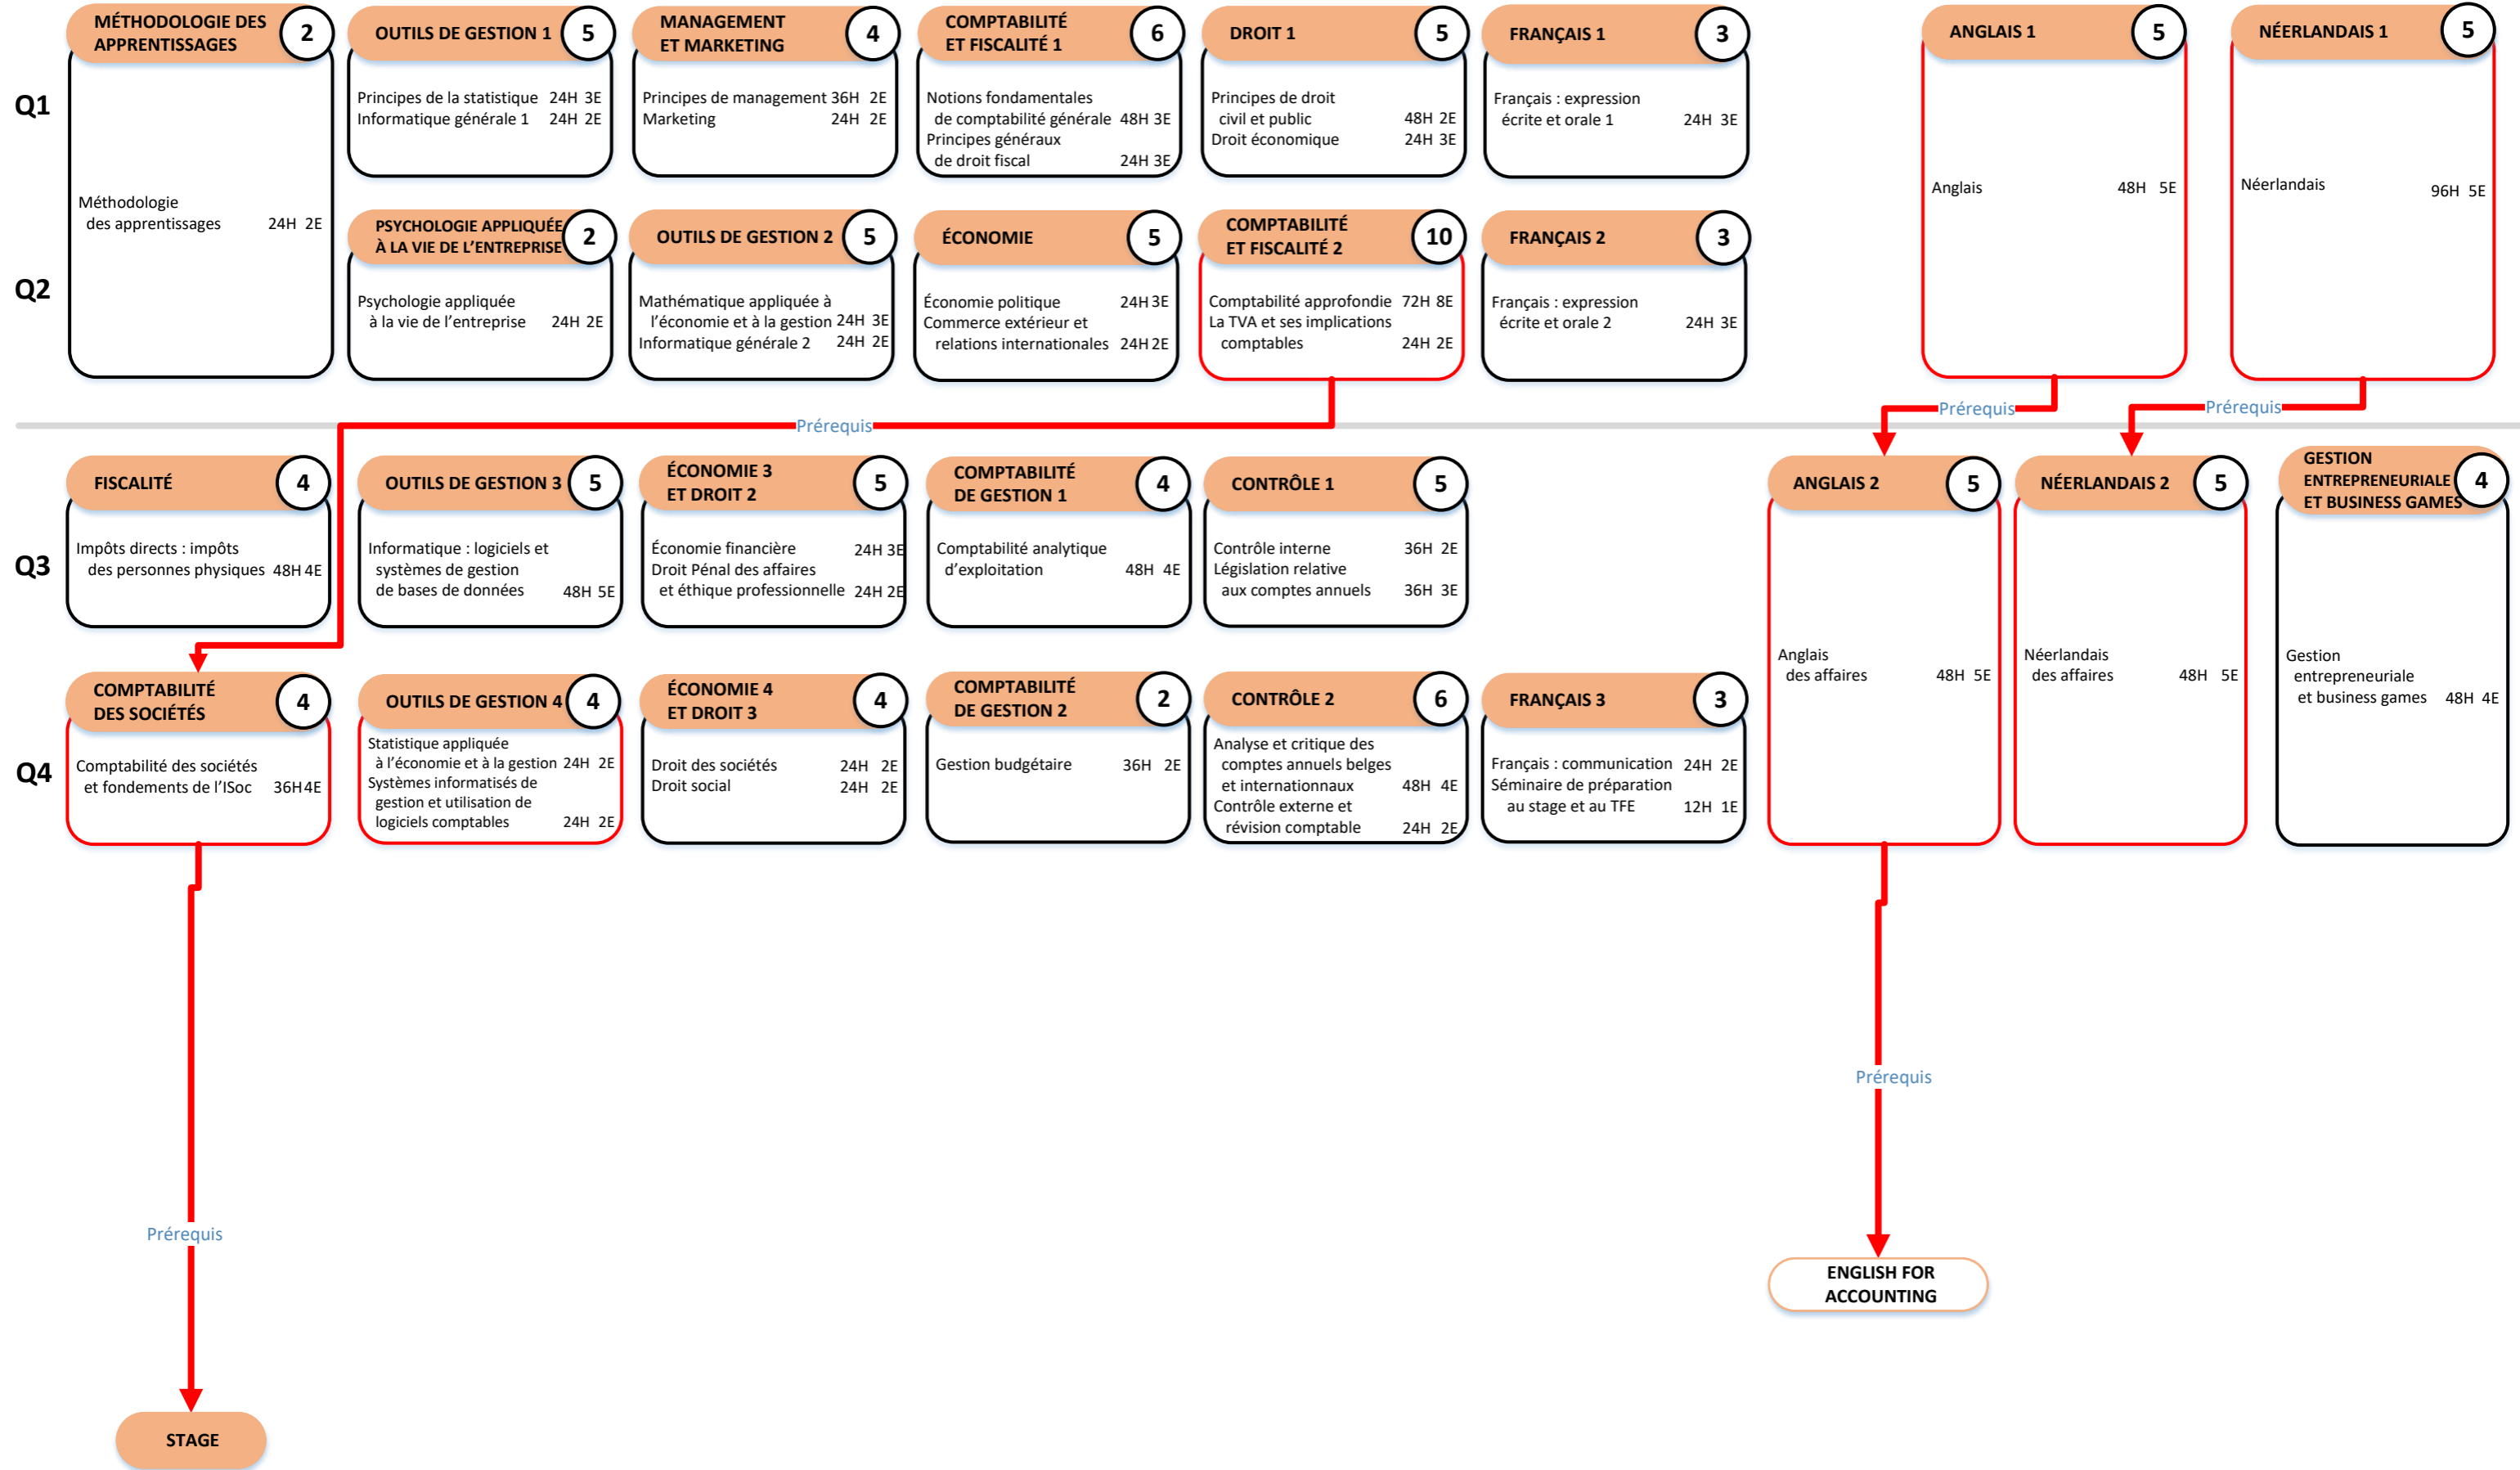 MÉTHODOLOGIE DES
APPRENTISSAGES
2
OUTILS DE GESTION 1
5
MANAGEMENT
ET MARKETING
4
COMPTABILITÉ
ET FISCALITÉ 1
6
DROIT 1
5
FRANÇAIS 1
3
ANGLAIS 1
5
NÉERLANDAIS 1
5
Q1
Méthodologie
des apprentissages 24H 2E
Principes de la statistique 24H 3E
Informatique générale 1 24H 2E
Principes de management 36H 2E
Marketing 24H 2E
Notions fondamentales
de comptabilité générale 48H 3E
Principes généraux
de droit fiscal 24H 3E
Principes de droit
civil et public 48H 2E
Droit économique 24H 3E
Français : expression
écrite et orale 1 24H 3E
Anglais 48H 5E
Néerlandais 96H 5E
Q2
PSYCHOLOGIE APPLIQUÉE
À LA VIE DE L'ENTREPRISE
2
OUTILS DE GESTION 2
5
ÉCONOMIE
5
COMPTABILITÉ
ET FISCALITÉ 2
10
FRANÇAIS 2
3
Psychologie appliquée
à la vie de l'entreprise 24H 2E
Mathématique appliquée à
l'économie et à la gestion 24H 3E
Informatique générale 2 24H 2E
Économie politique 24H 3E
Commerce extérieur et
relations internationales 24H 2E
Comptabilité approfondie 72H 8E
La TVA et ses implications
comptables 24H 2E
Français : expression
écrite et orale 2 24H 3E
Prérequis
Prérequis
Prérequis
FISCALITÉ
4
OUTILS DE GESTION 3
5
ÉCONOMIE 3
ET DROIT 2
5
COMPTABILITÉ
DE GESTION 1
4
CONTRÔLE 1
5
ANGLAIS 2
5
NÉERLANDAIS 2
5
GESTION
ENTREPRENEURIALE
ET BUSINESS GAMES
4
Q3
Impôts directs : impôts
des personnes physiques 48H 4E
Informatique : logiciels et
systèmes de gestion
de bases de données 48H 5E
Économie financière 24H 3E
Droit Pénal des affaires
et éthique professionnelle 24H 2E
Comptabilité analytique
d'exploitation 48H 4E
Contrôle interne 36H 2E
Législation relative
aux comptes annuels 36H 3E
Anglais
des affaires 48H 5E
Néerlandais
des affaires 48H 5E
Gestion
entrepreneuriale
et business games 48H 4E
Q4
COMPTABILITÉ
DES SOCIÉTÉS
4
OUTILS DE GESTION 4
4
ÉCONOMIE 4
ET DROIT 3
4
COMPTABILITÉ
DE GESTION 2
2
CONTRÔLE 2
6
FRANÇAIS 3
3
Comptabilité des sociétés
et fondements de l'ISoc 36H 4E
Statistique appliquée
à l'économie et à la gestion 24H 2E
Systèmes informatisés de
gestion et utilisation de
logiciels comptables 24H 2E
Droit des sociétés 24H 2E
Droit social 24H 2E
Gestion budgétaire 36H 2E
Analyse et critique des
comptes annuels belges
et internationnaux 48H 4E
Contrôle externe et
révision comptable 24H 2E
Français : communication 24H 2E
Séminaire de préparation
au stage et au TFE 12H 1E
Prérequis
Prérequis
ENGLISH FOR
ACCOUNTING
STAGE